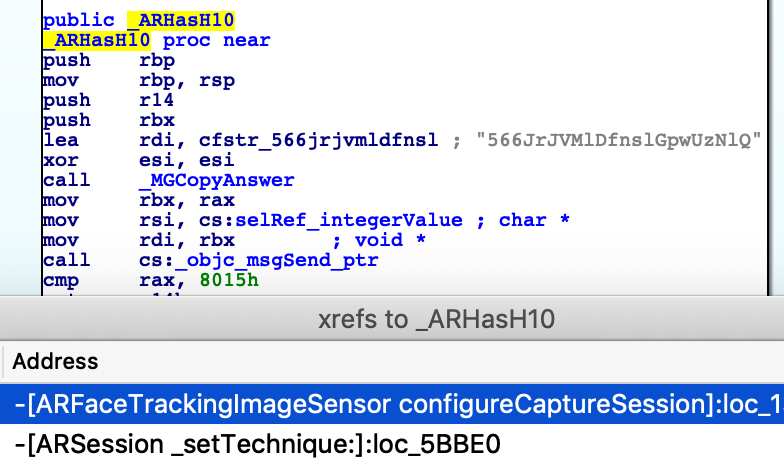 public _ARHasH10
_ARHasH10 proc near
push rbp
mov rbp, rsp
push r14
push rbx
lea rdi, cfstr_566jrjvmldfnsl ; "566JrJVMlDfnslGpwUzNlQ"
xor esi, esi
call _MGCopyAnswer
mov rbx, rax
mov rsi, cs:selRef_integerValue ; char *
mov rdi, rbx ; void *
call cs:_objc_msgSend_ptr
cmp rax, 8015h
xrefs to _ARHasH10
Address
-[ARFaceTrackingImageSensor configureCaptureSession]:loc_1
-[ARSession _setTechnique:]:loc_5BBE0